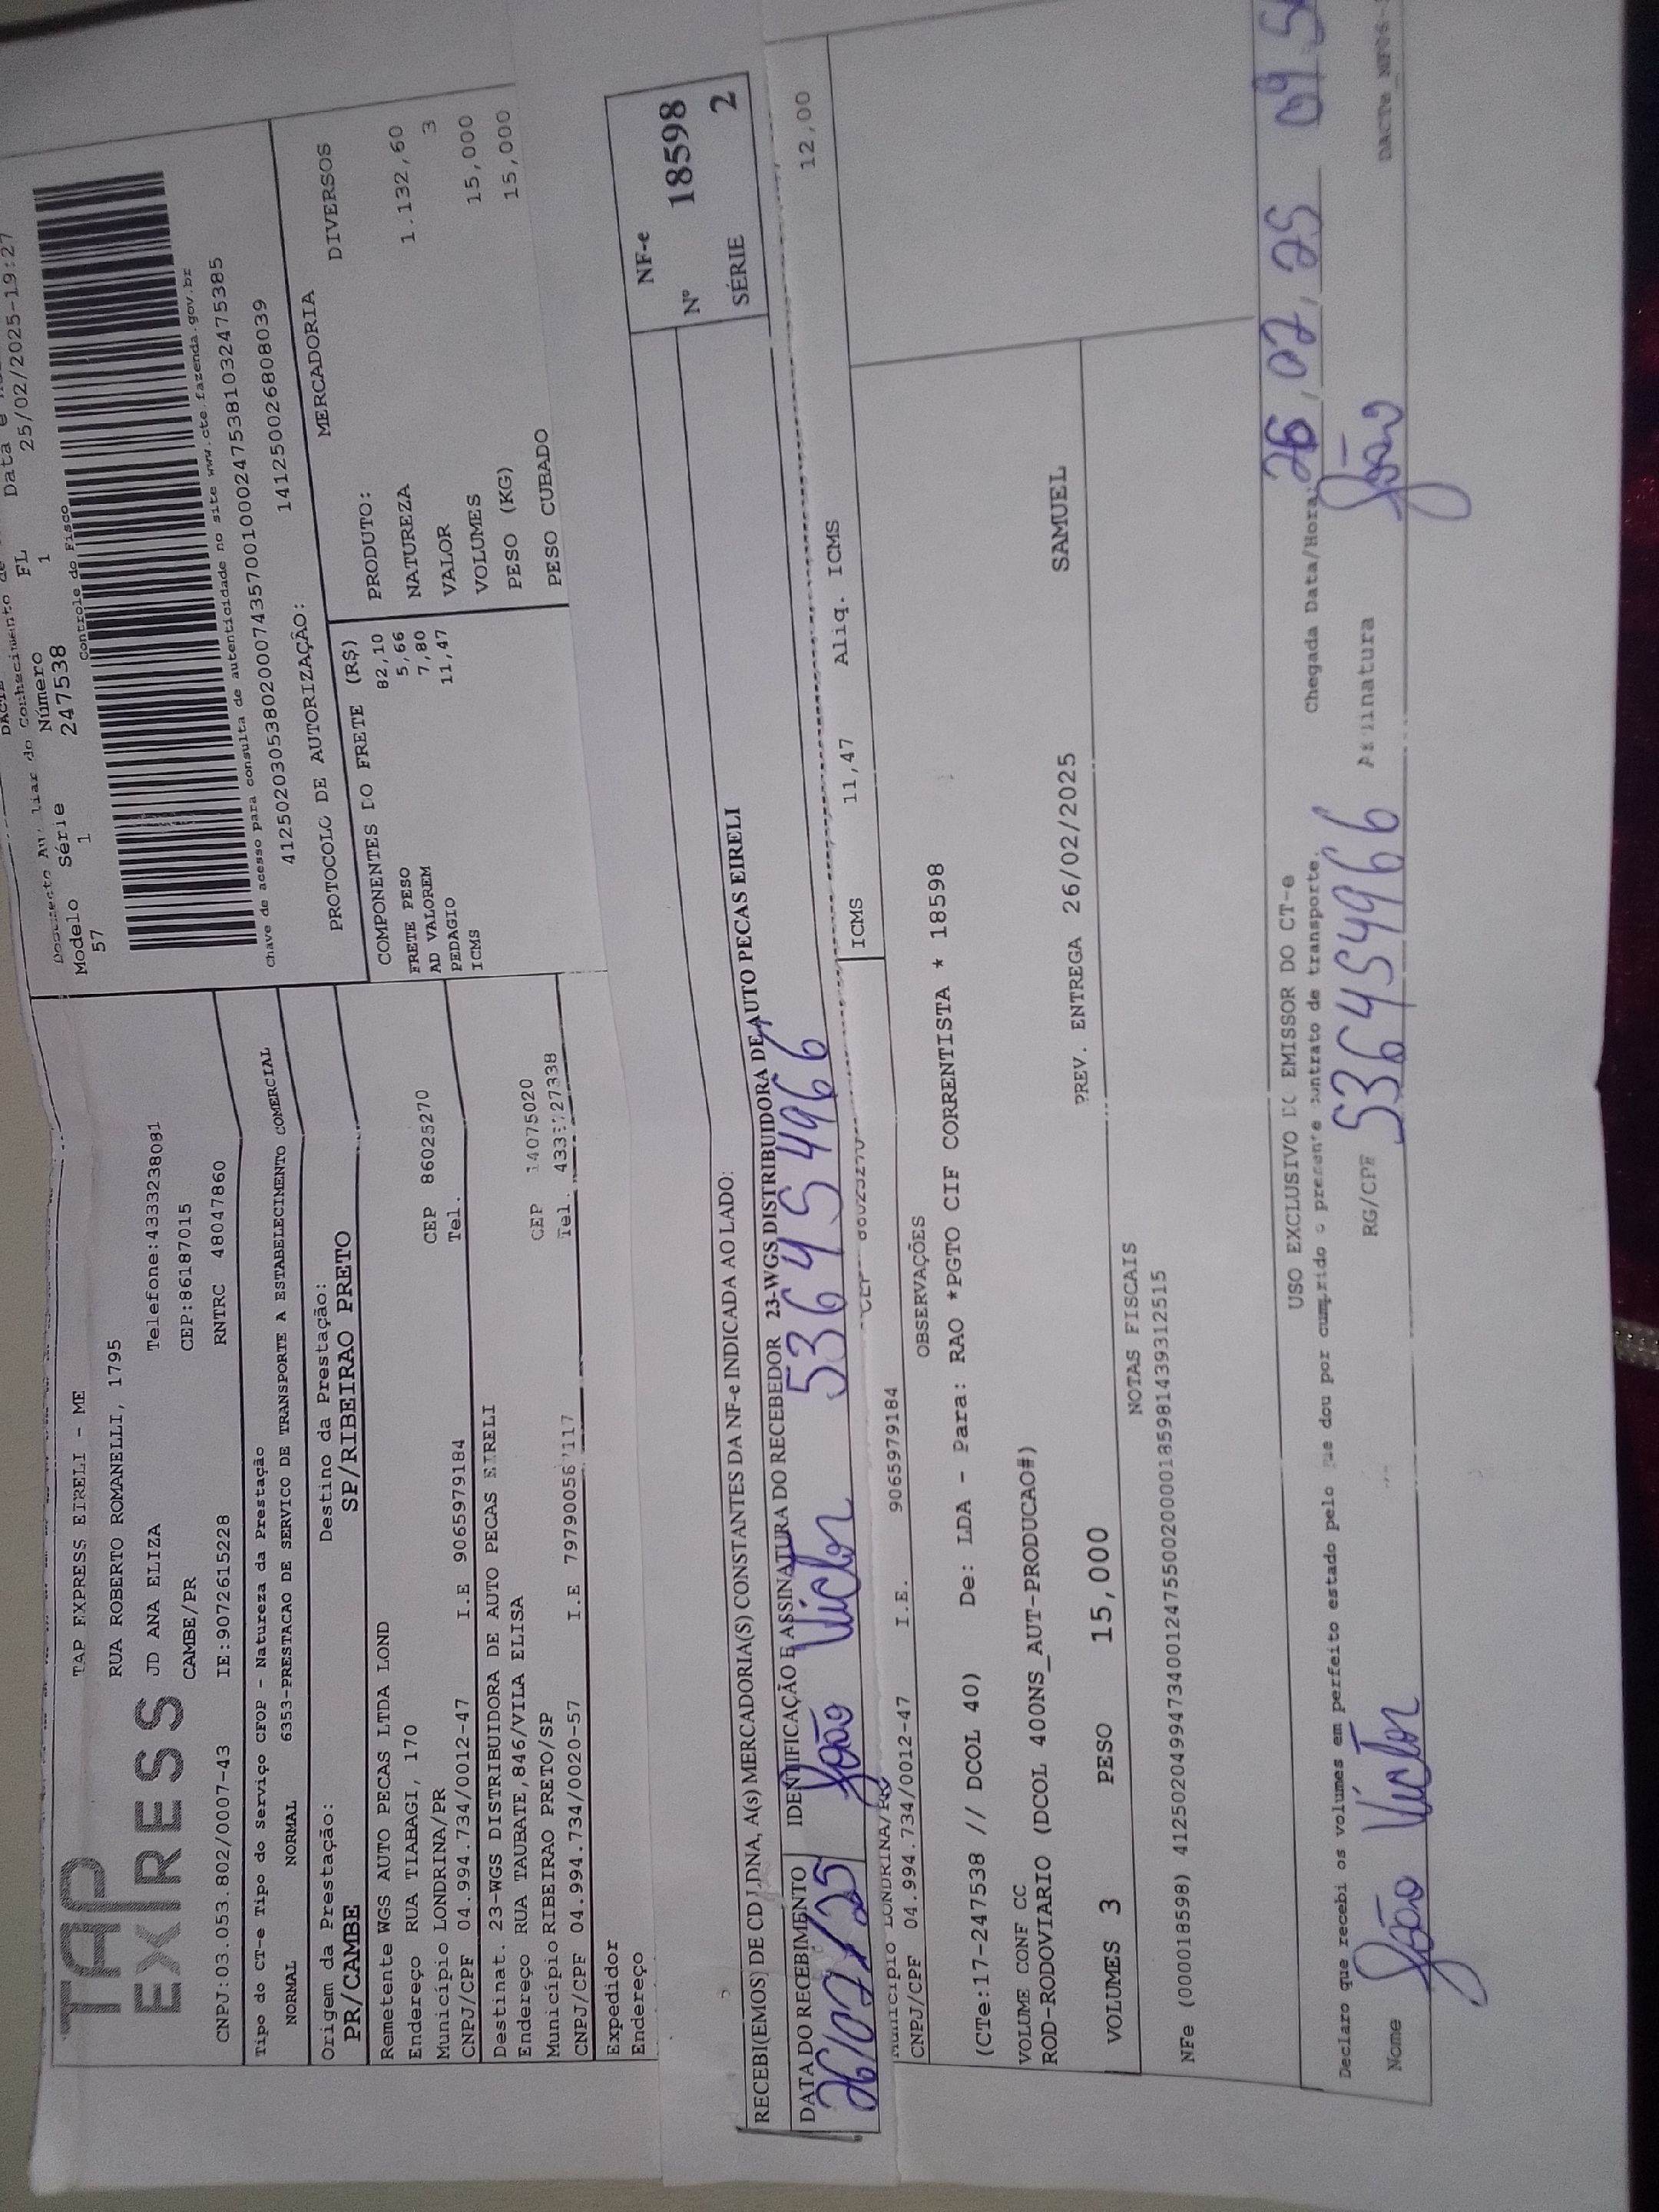 Documento Auxiliar do Conhecimento de
Modelo Série Número FL Data e
57 1 247538 1 25/02/2025-19:27
Controle do Fisco
Chave de acesso para consulta de autenticidade no site www.cte.fazenda.gov.br
41250203053802000743570010002475381032475385
PROTOCOLO DE AUTORIZAÇÃO: 141250026808039
TAP
EXPRESS
TAP EXPRESS EIRELI - ME
RUA ROBERTO ROMANELLI, 1795
JD ANA ELIZA Telefone:4333238081
CAMBE/PR CEP:86187015
CNPJ:03.053.802/0007-43 IE:9072615228 RNTRC 48047860
Tipo do CT-e Tipo do Serviço CFOP - Natureza da Prestação
NORMAL NORMAL 6353-PRESTACAO DE SERVICO DE TRANSPORTE A ESTABELECIMENTO COMERCIAL
Origem da Prestação: Destino da Prestação:
PR/CAMBE SP/RIBEIRAO PRETO
Remetente WGS AUTO PECAS LTDA LOND
Endereço RUA TIABAGI, 170 CEP 86025270
Município LONDRINA/PR Tel.
CNPJ/CPF 04.994.734/0012-47 I.E 9065979184
Destinat. 23-WGS DISTRIBUIDORA DE AUTO PECAS EIRELI
Endereço RUA TAUBATE,846/VILA ELISA CEP 14075020
Município RIBEIRAO PRETO/SP Tel.
CNPJ/CPF 04.994.734/0020-57 I.E
Expedidor
Endereço
COMPONENTES DO FRETE (R$)
FRETE PESO 82,10
AD VALOREM 5,66
PEDAGIO 7,80
ICMS 11,47
MERCADORIA
PRODUTO: DIVERSOS
NATUREZA
VALOR 1.132,60
VOLUMES 3
PESO (KG) 15,000
PESO CUBADO 15,000
RECEBI(EMOS) DE CD LDNA, A(s) MERCADORIA(S) CONSTANTES DA NF-e INDICADA AO LADO:
DATA DO RECEBIMENTO IDENTIFICAÇÃO E ASSINATURA DO RECEBEDOR 23-WGS DISTRIBUIDORA DE AUTO PECAS EIRELI
26/02/25 João Victor 536454966
NF-e
Nº 18598
SÉRIE 2
Município LONDRINA/PR
CNPJ/CPF 04.994.734/0012-47 I.E. 9065979184
ICMS 11,47 Aliq. ICMS 12,00
OBSERVAÇÕES
(CTe:17-247538 // DCOL 40) De: LDA - Para: RAO *PGTO CIF CORRENTISTA * 18598
VOLUME CONF CC
ROD-RODOVIARIO (DCOL 400NS_AUT-PRODUCAO#) SAMUEL
VOLUMES 3 PESO 15,000 PREV. ENTREGA 26/02/2025
NOTAS FISCAIS
NFe (000018598) 41250204994734001247550020000185981439312515
USO EXCLUSIVO DO EMISSOR DO CT-e
Declaro que recebi os volumes em perfeito estado pelo que dou por cumprido o presente contrato de transporte.
Chegada Data/Hora: 26/02/25 09
Nome João Victor RG/CPF 536454966 Assinatura João